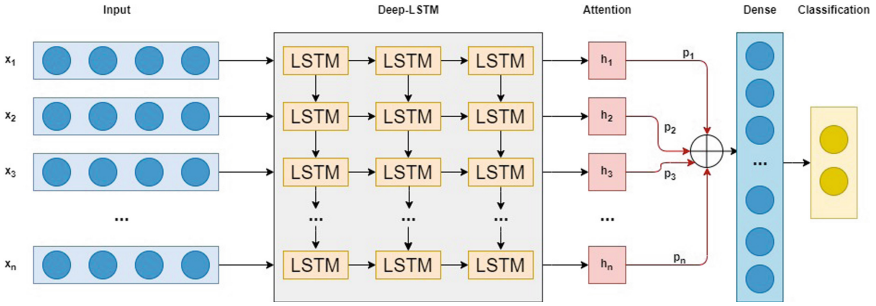 Input Deep-LSTM Attention Dense Classification
x1 LSTM LSTM LSTM h1 p1
x2 LSTM LSTM LSTM h2 p2
x3 LSTM LSTM LSTM h3 p3
... ... ... ... ... ...
xn LSTM LSTM LSTM hn pn